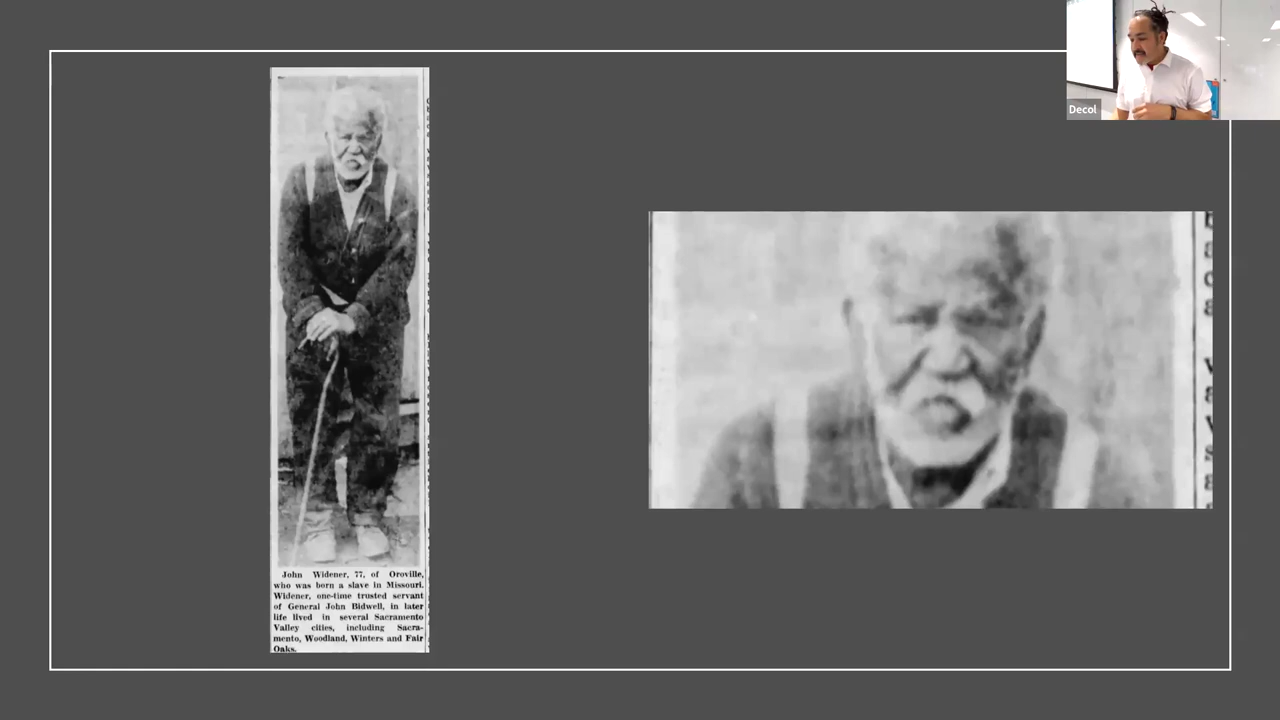 Decol
John Widener, 77, of Oroville,
who was born a slave in Missouri.
Widener, one-time trusted servant
of General John Bidwell, in later
life lived in several Sacramento
Valley cities, including Sacra-
mento, Woodland, Winters and Fair
Oaks.